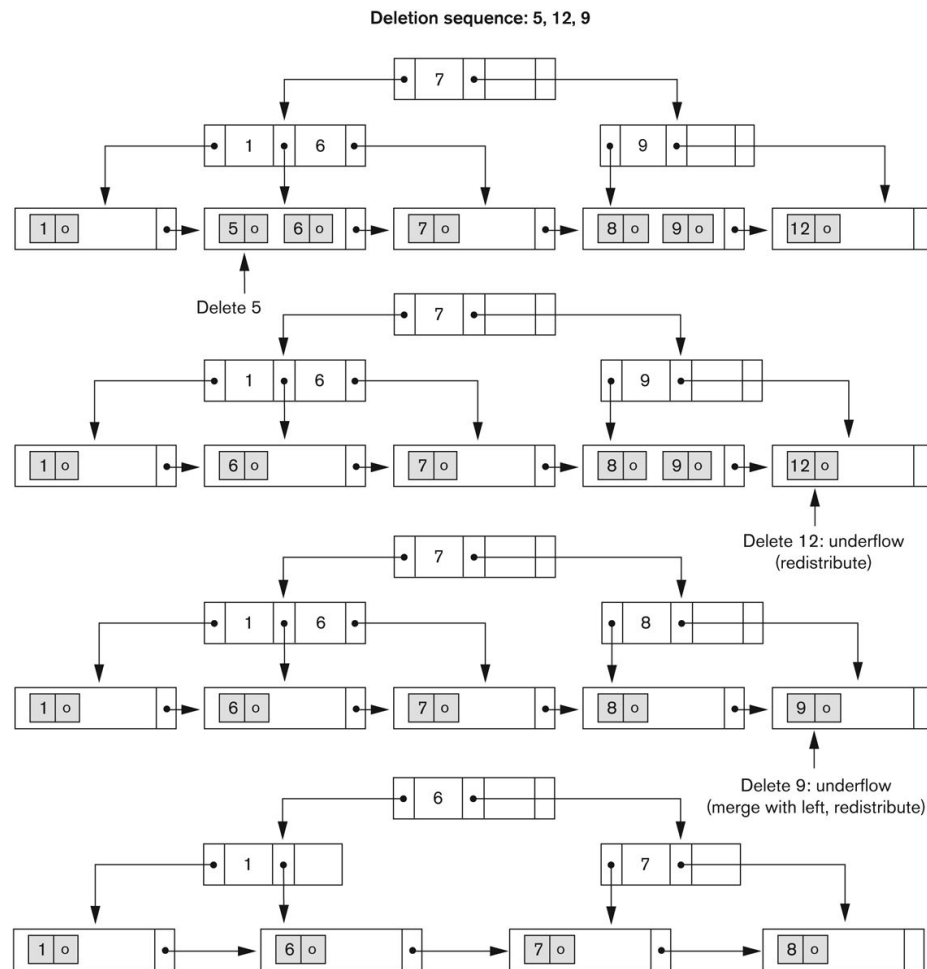 Deletion sequence: 5, 12, 9
7
1 6
9
1 o
5 o 6 o
7 o
8 o 9 o
12 o
Delete 5
7
1 6
9
1 o
6 o
7 o
8 o 9 o
12 o
Delete 12: underflow
(redistribute)
7
1 6
8
1 o
6 o
7 o
8 o
9 o
Delete 9: underflow
(merge with left, redistribute)
6
1
7
1 o
6 o
7 o
8 o